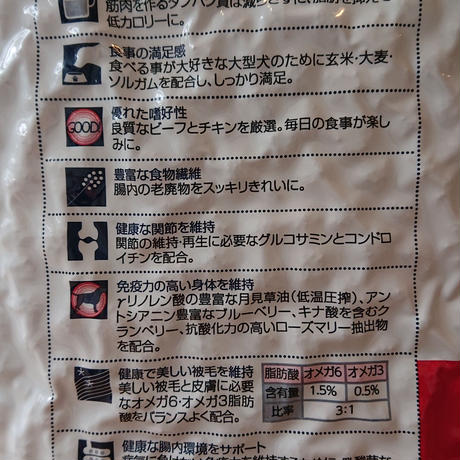 筋肉を作るタンパク質は減らさずに、脂肪を抑えて
低カロリーに。
食事の満足感
食べる事が大好きな大型犬のために玄米・大麦・
ソルガムを配合し、しっかり満足。
GOOD!
優れた嗜好性
良質なビーフとチキンを厳選。毎日の食事が楽し
みに。
豊富な食物繊維
腸内の老廃物をスッキリきれいに。
健康な関節を維持
関節の維持・再生に必要なグルコサミンとコンドロ
イチンを配合。
免疫力の高い身体を維持
γリノレン酸の豊富な月見草油(低温圧搾)、アン
トシアニン豊富なブルーベリー、キナ酸を含むク
ランベリー、抗酸化力の高いローズマリー抽出物
を配合。
健康で美しい被毛を維持
美しい被毛と皮膚に必要
なオメガ6・オメガ3脂肪
酸をバランスよく配合。
脂肪酸 オメガ6 オメガ3
含有量 1.5% 0.5%
比率 3:1
健康な腸内環境をサポート